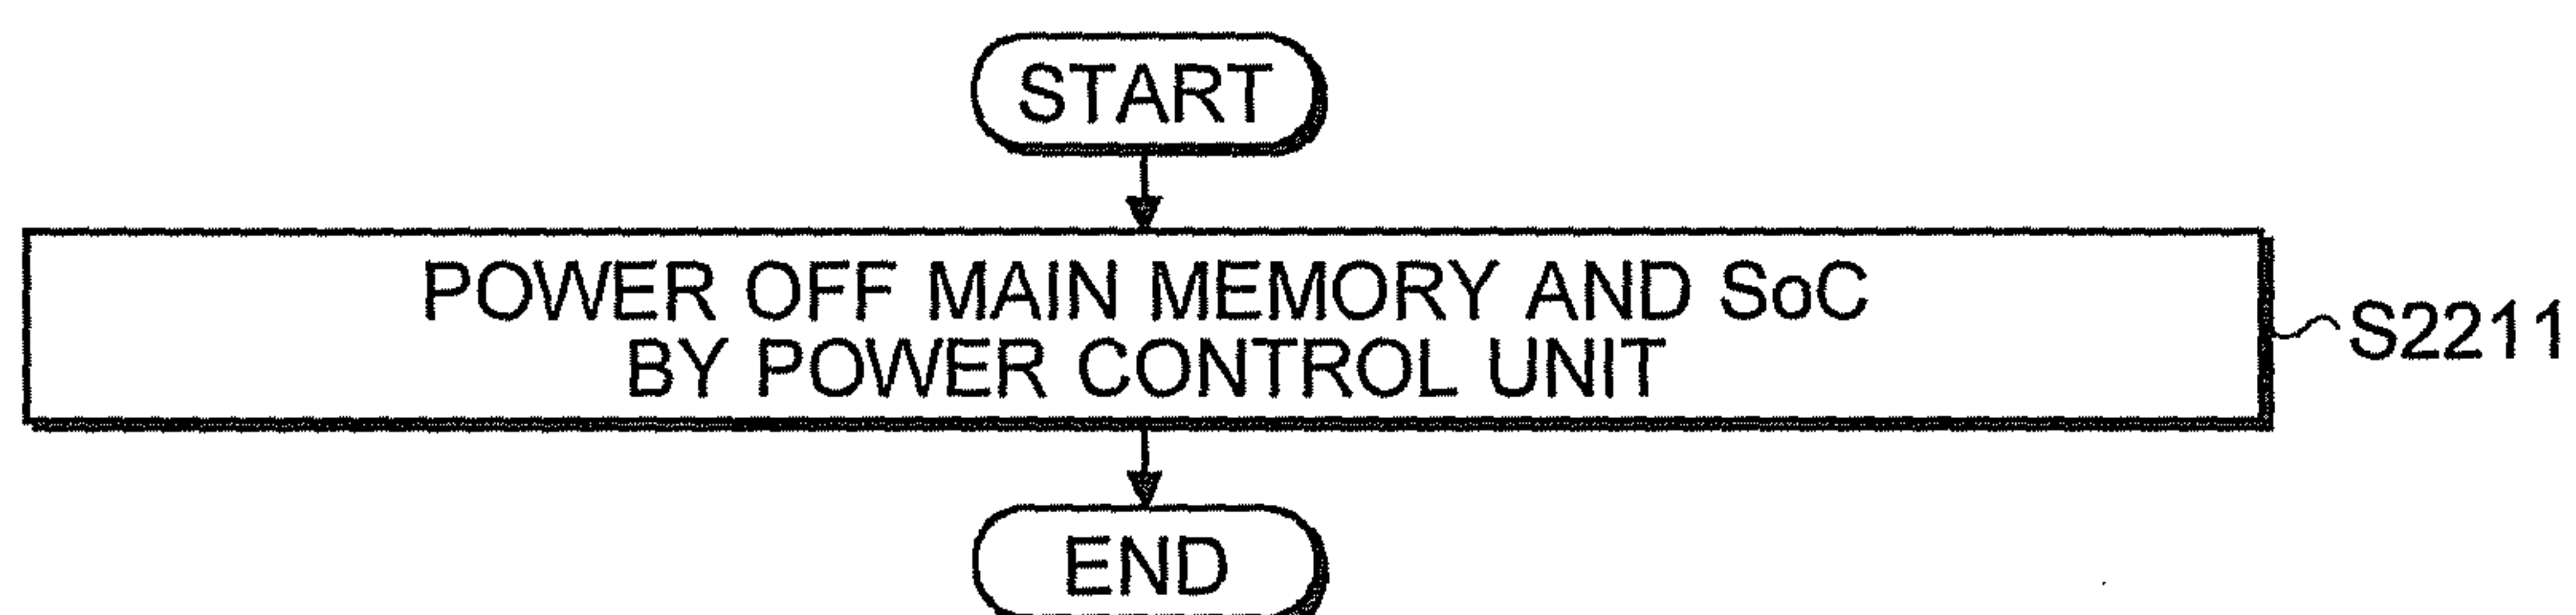 START
POWER OFF MAIN MEMORY AND SoC
BY POWER CONTROL UNIT
S2211
END